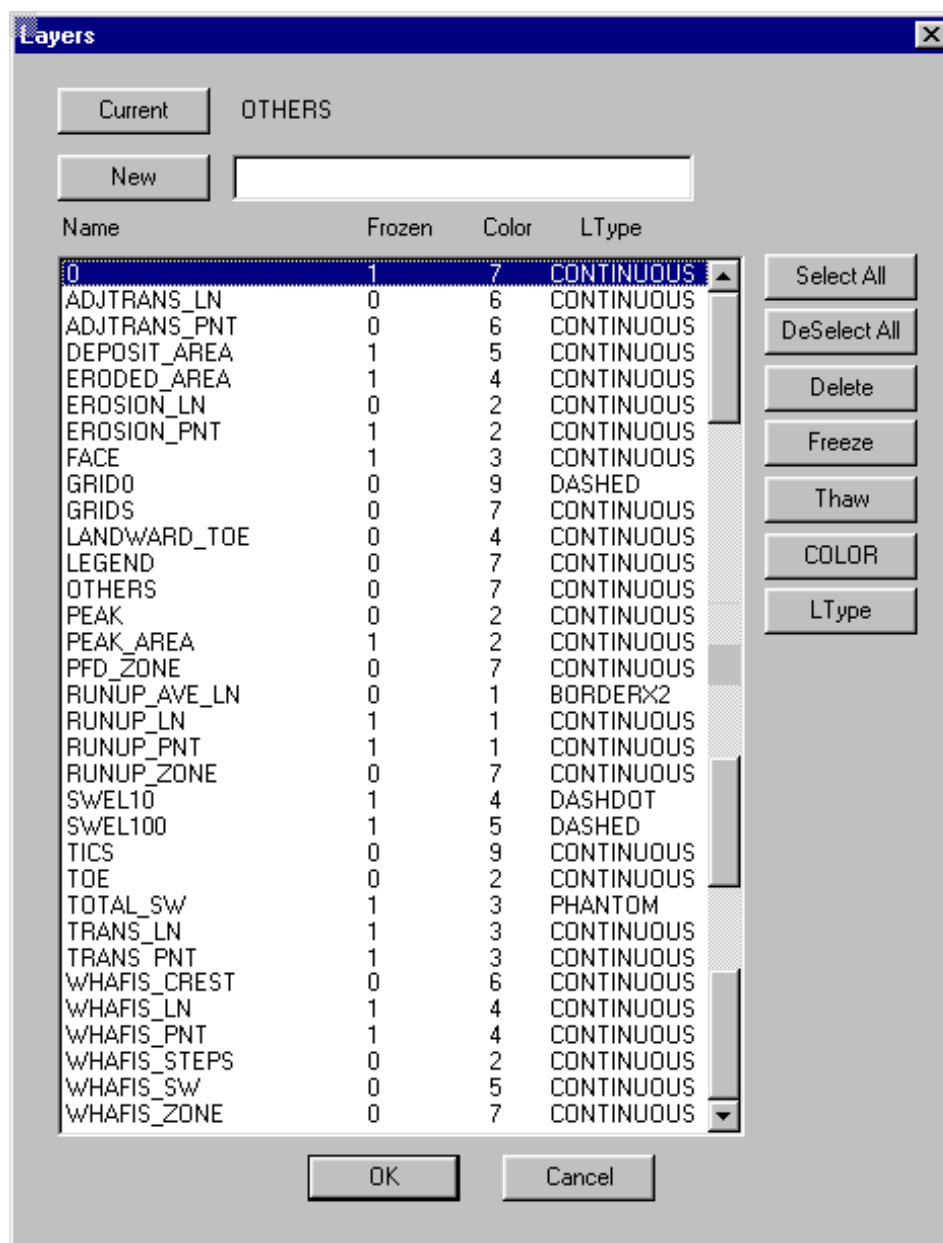 Layers
Current OTHERS
New
Name Frozen Color LType
0 1 7 CONTINUOUS
ADJTRANS_LN 0 6 CONTINUOUS
ADJTRANS_PNT 0 6 CONTINUOUS
DEPOSIT_AREA 1 5 CONTINUOUS
ERODED_AREA 1 4 CONTINUOUS
EROSION_LN 0 2 CONTINUOUS
EROSION_PNT 1 2 CONTINUOUS
FACE 1 3 CONTINUOUS
GRID0 0 9 DASHED
GRIDS 0 7 CONTINUOUS
LANDWARD_TOE 0 4 CONTINUOUS
LEGEND 0 7 CONTINUOUS
OTHERS 0 7 CONTINUOUS
PEAK 0 2 CONTINUOUS
PEAK_AREA 1 2 CONTINUOUS
PFD_ZONE 0 7 CONTINUOUS
RUNUP_AVE_LN 0 1 BORDERX2
RUNUP_LN 1 1 CONTINUOUS
RUNUP_PNT 1 1 CONTINUOUS
RUNUP_ZONE 0 7 CONTINUOUS
SWEL10 1 4 DASHDOT
SWEL100 1 5 DASHED
TICS 0 9 CONTINUOUS
TOE 0 2 CONTINUOUS
TOTAL_SW 1 3 PHANTOM
TRANS_LN 1 3 CONTINUOUS
TRANS_PNT 1 3 CONTINUOUS
WHAFIS_CREST 0 6 CONTINUOUS
WHAFIS_LN 1 4 CONTINUOUS
WHAFIS_PNT 1 4 CONTINUOUS
WHAFIS_STEPS 0 2 CONTINUOUS
WHAFIS_SW 0 5 CONTINUOUS
WHAFIS_ZONE 0 7 CONTINUOUS
Select All
DeSelect All
Delete
Freeze
Thaw
COLOR
LType
OK Cancel